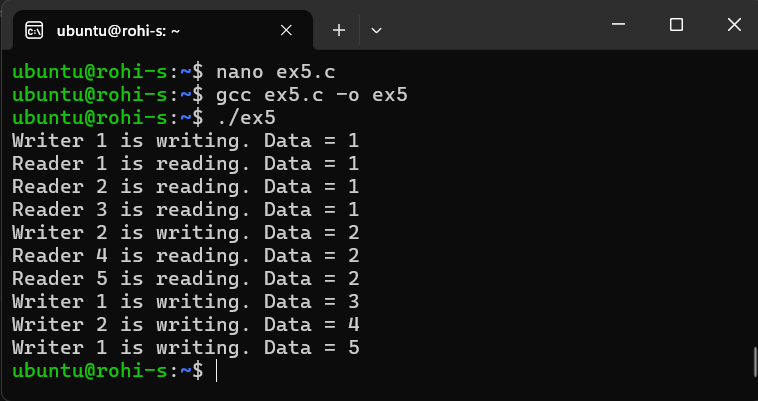 ubuntu@rohi-s: ~
ubuntu@rohi-s:~$ nano ex5.c
ubuntu@rohi-s:~$ gcc ex5.c -o ex5
ubuntu@rohi-s:~$ ./ex5
Writer 1 is writing. Data = 1
Reader 1 is reading. Data = 1
Reader 2 is reading. Data = 1
Reader 3 is reading. Data = 1
Writer 2 is writing. Data = 2
Reader 4 is reading. Data = 2
Reader 5 is reading. Data = 2
Writer 1 is writing. Data = 3
Writer 2 is writing. Data = 4
Writer 1 is writing. Data = 5
ubuntu@rohi-s:~$